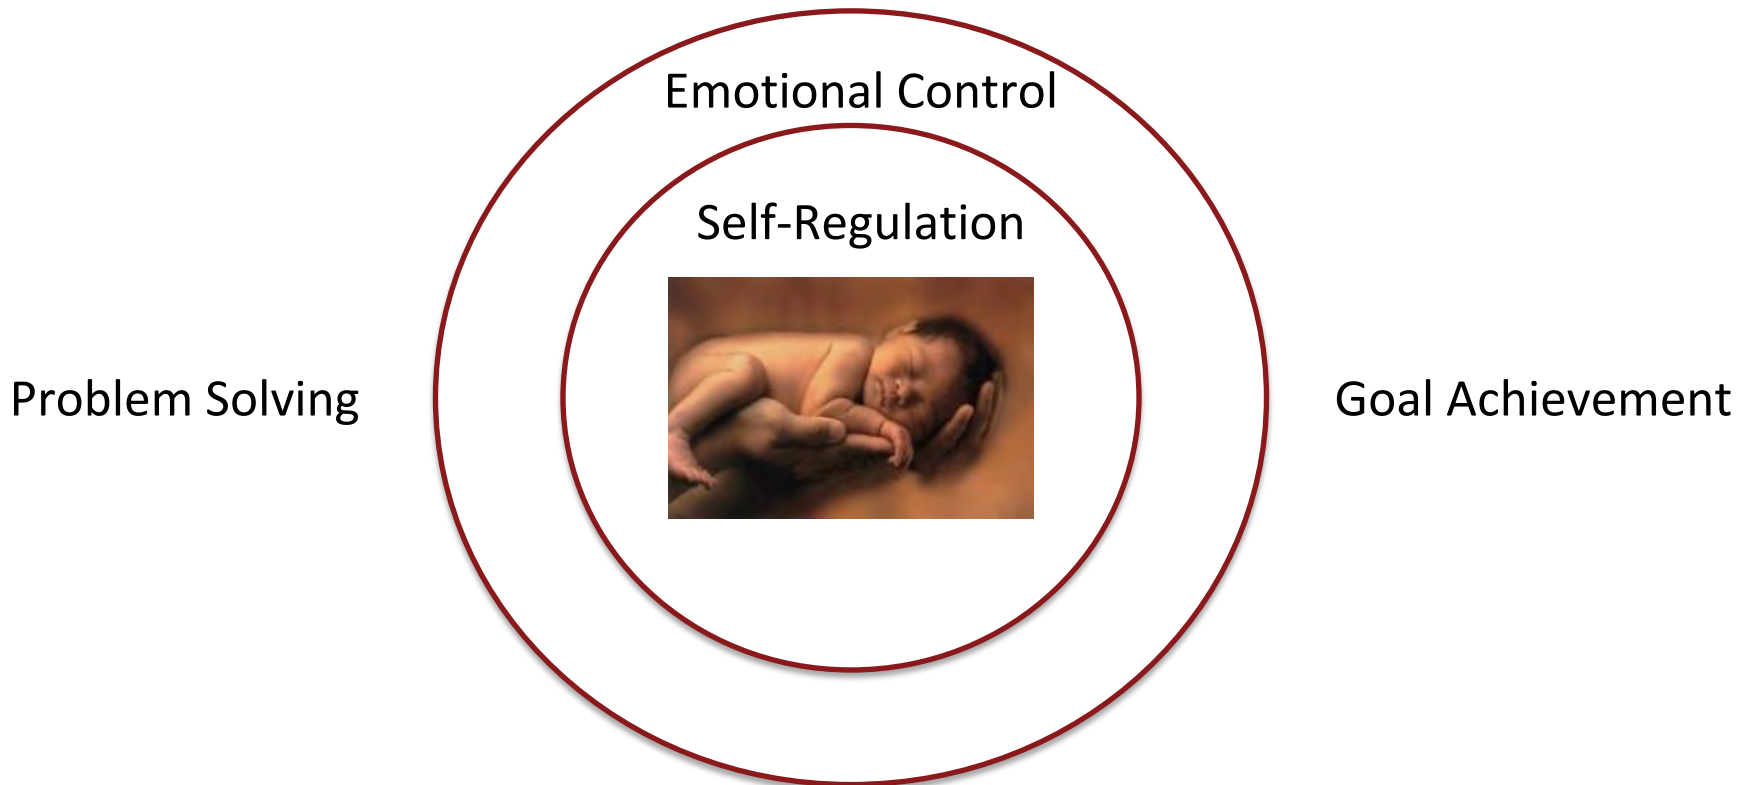 Emotional Control
Self-Regulation
Problem Solving
Goal Achievement